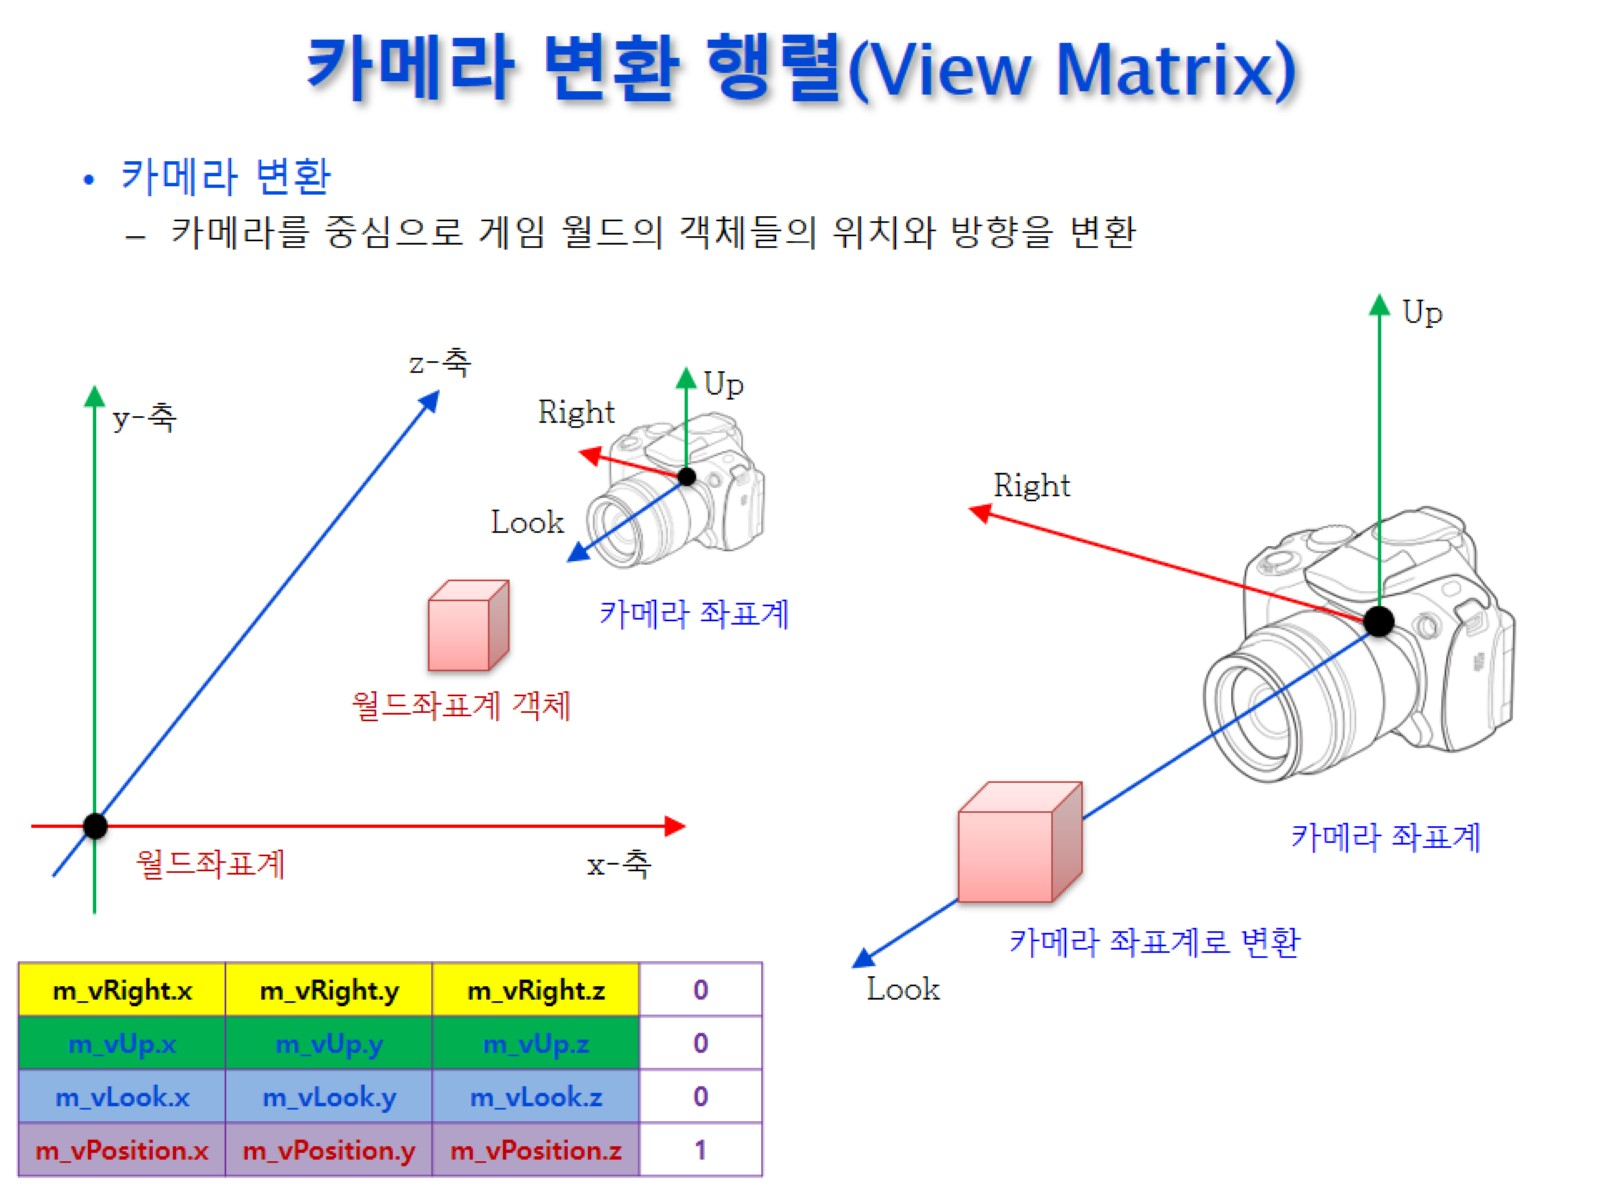 카메라 변환 행렬(View Matrix)
• 카메라 변환
– 카메라를 중심으로 게임 월드의 객체들의 위치와 방향을 변환
y-축
z-축
Right
Up
Look
카메라 좌표계
월드좌표계 객체
월드좌표계
x-축
Up
Right
카메라 좌표계
카메라 좌표계로 변환
Look
m_vRight.x m_vRight.y m_vRight.z 0
m_vUp.x m_vUp.y m_vUp.z 0
m_vLook.x m_vLook.y m_vLook.z 0
m_vPosition.x m_vPosition.y m_vPosition.z 1